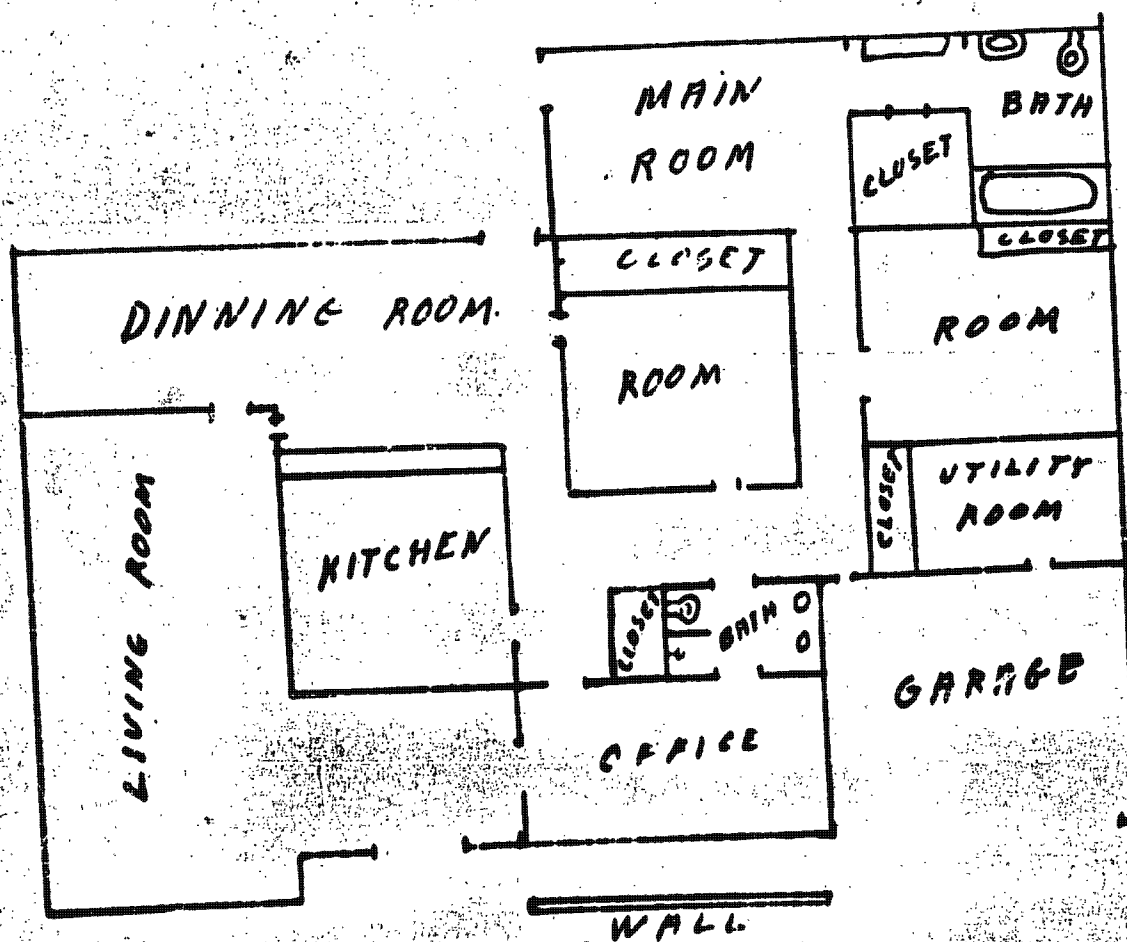 MAIN
ROOM
BATH
CLOSET
CLOSET
CLOSET
DINNING ROOM.
ROOM
ROOM
CLOSET
UTILITY
ROOM
LIVING ROOM
KITCHEN
CLOSET
BATH
GARAGE
OFFICE
WALL